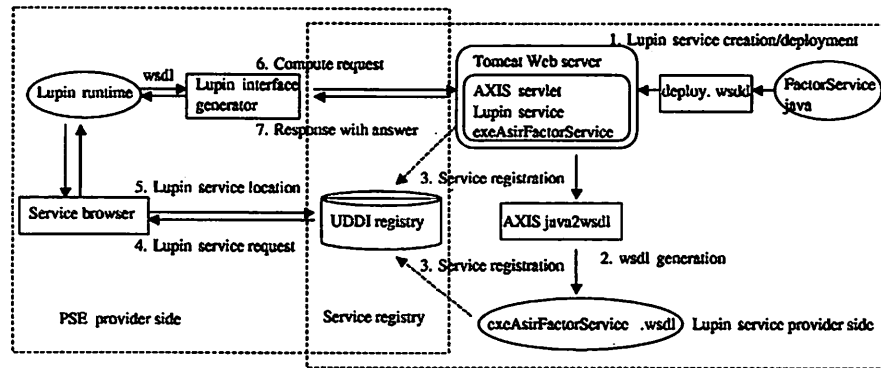 1. Lupin service creation/deployment
6. Compute request
Tomcat Web server
wsdl
Lupin runtime
Lupin interface
generator
AXIS servlet
Lupin service
exeAsirFactorService
deploy. wsdd
FactorService
java
7. Response with answer
3. Service registration
5. Lupin service location
Service browser
UDDI registry
AXIS java2wsdl
4. Lupin service request
3. Service registration
2. wsdl generation
PSE provider side
Service registry
exeAsirFactorService .wsdl
Lupin service provider side